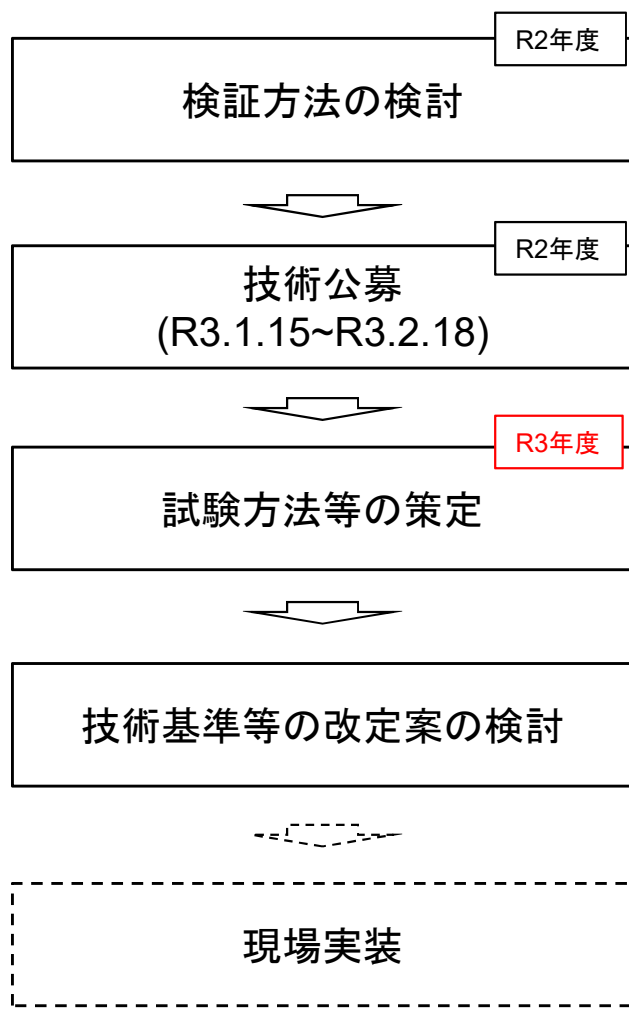 R2年度
検証方法の検討
R2年度
技術公募
(R3.1.15~R3.2.18)
R3年度
試験方法等の策定
技術基準等の改定案の検討
現場実装